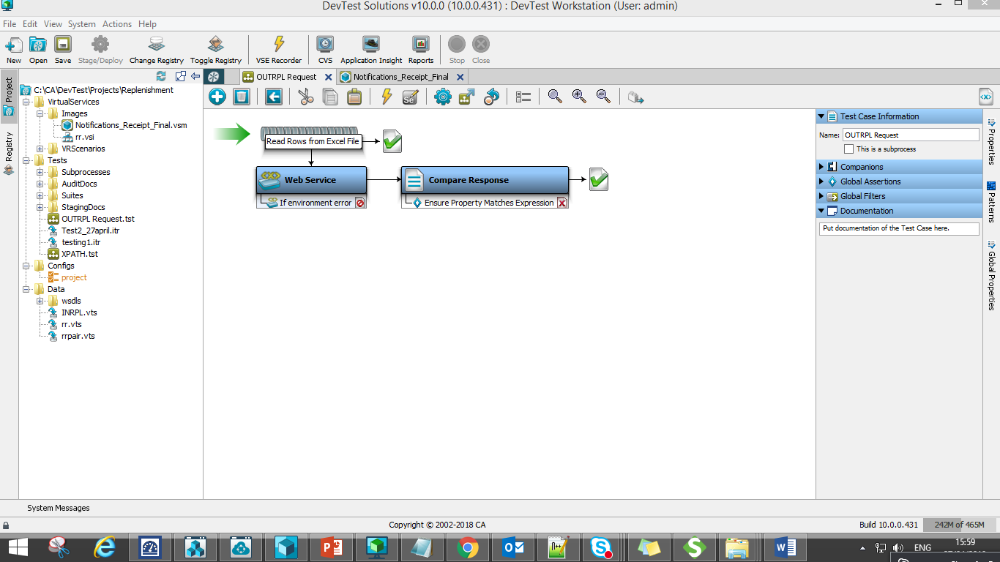 DevTest Solutions v10.0.0 (10.0.0.431) : DevTest Workstation (User: admin)
File Edit View System Actions Help
New Open Save Stage/Deploy Change Registry Toggle Registry VSE Recorder CVS Application Insight Reports Stop Close
Project
Registry
C:\CA\DevTest\Projects\Replenishment
VirtualServices
Images
Notifications_Receipt_Final.vsm
rr.vsi
VRScenarios
Tests
Subprocesses
AuditDocs
Suites
StagingDocs
OUTRPL Request.tst
Test2_27april.itr
testing1.itr
XPATH.tst
Configs
project
Data
wsdls
INRPL.vts
rr.vts
rrpair.vts
OUTRPL Request
Notifications_Receipt_Final
Se
Read Rows from Excel File
Web Service
If environment error
Compare Response
Ensure Property Matches Expression
Test Case Information
Name: OUTRPL Request
This is a subprocess
Companions
Global Assertions
Global Filters
Documentation
Put documentation of the Test Case here.
Properties
Patterns
Global Properties
System Messages
Copyright © 2002-2018 CA
Build 10.0.0.431 242M of 465M
ENG 15:59